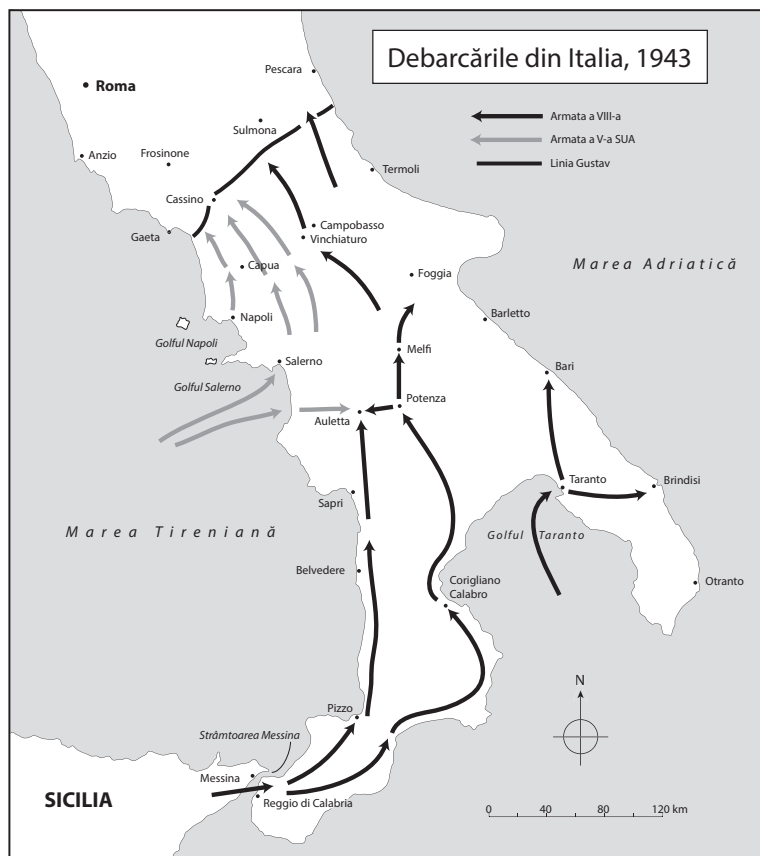 Debarcările din Italia, 1943
Armata a VIII-a
Armata a V-a SUA
Linia Gustav
Pescara
Roma
Sulmona
Anzio
Frosinone
Termoli
Cassino
Gaeta
Campobasso
Vinchiaturo
Marea Adriatică
Capua
Foggia
Napoli
Barletto
Golful Napoli
Melfi
Salerno
Bari
Golful Salerno
Potenza
Auletta
Taranto
Brindisi
Sapri
Marea Tireniană
Golful Taranto
Belvedere
Corigliano
Calabro
Otranto
N
Pizzo
Strâmtoarea Messina
Messina
SICILIA
Reggio di Calabria
0 40 80 120 km